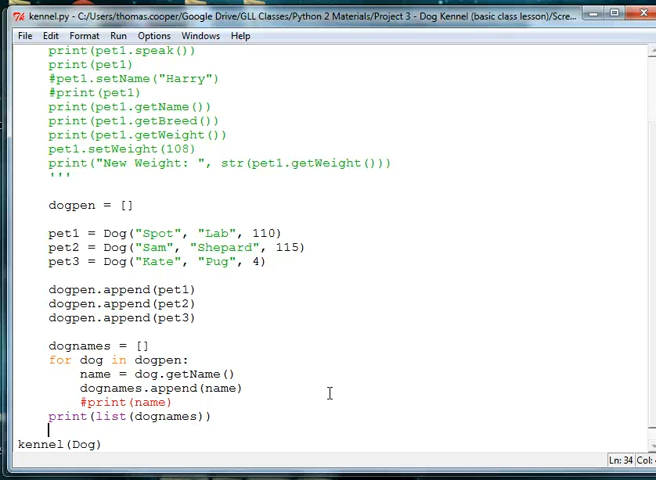 kennel.py - C:/Users/thomas.cooper/Google Drive/GLL Classes/Python 2 Materials/Project 3 - Dog Kennel (basic class lesson)/Scre...
File Edit Format Run Options Windows Help
print(pet1.speak())
print(pet1)
#pet1.setName("Harry")
#print(pet1)
print(pet1.getName())
print(pet1.getBreed())
print(pet1.getWeight())
pet1.setWeight(108)
print("New Weight: ", str(pet1.getWeight()))
'''
dogpen = []
pet1 = Dog("Spot", "Lab", 110)
pet2 = Dog("Sam", "Shepard", 115)
pet3 = Dog("Kate", "Pug", 4)
dogpen.append(pet1)
dogpen.append(pet2)
dogpen.append(pet3)
dognames = []
for dog in dogpen:
name = dog.getName()
dognames.append(name)
#print(name)
print(list(dognames))
kennel(Dog)
Ln: 34 Col: